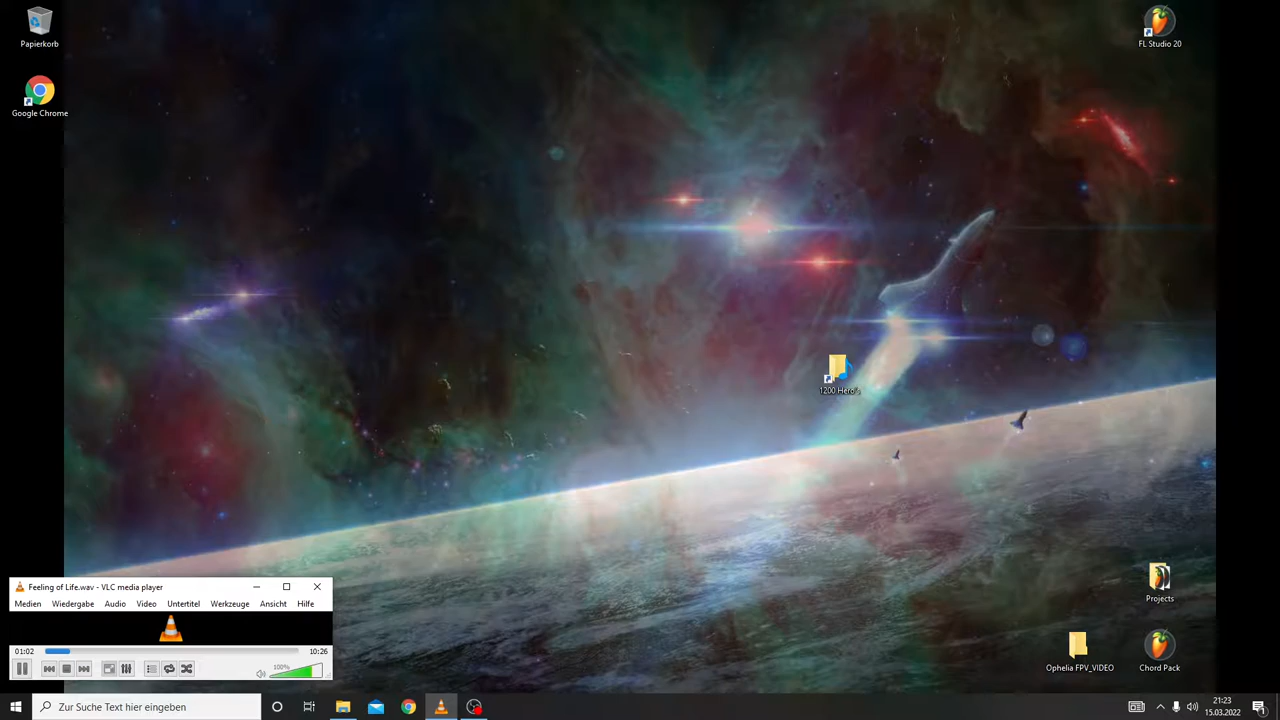 Papierkorb
FL Studio 20
Google Chrome
1200 Hero's
Feeling of Life.wav - VLC media player
Medien Wiedergabe Audio Video Untertitel Werkzeuge Ansicht Hilfe
01:02 10:26
100%
Projects
Ophelia FPV_VIDEO
Chord Pack
Zur Suche Text hier eingeben
21:23
15.03.2022
1